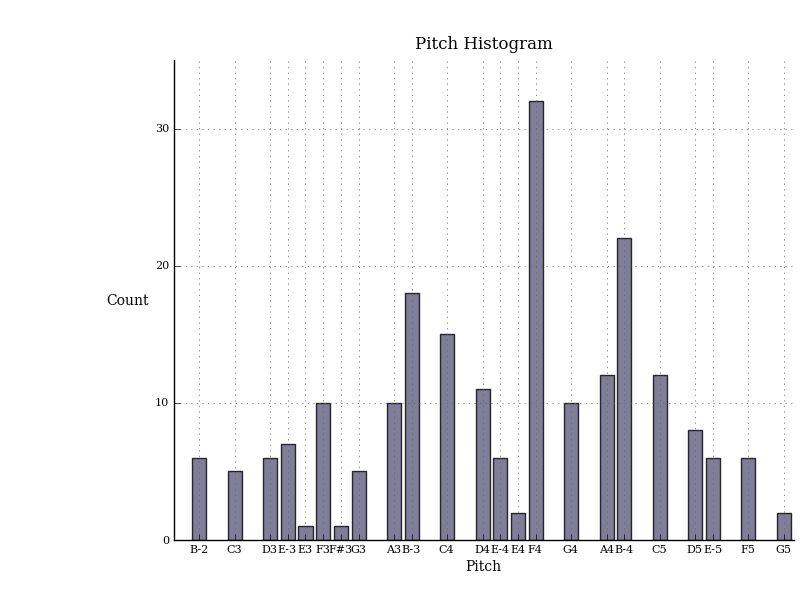 Pitch Histogram
30
20
Count
10
0
B-2 C3 D3 E-3 E3 F3 F#3 G3 A3 B-3 C4 D4 E-4 E4 F4 G4 A4 B-4 C5 D5 E-5 F5 G5
Pitch